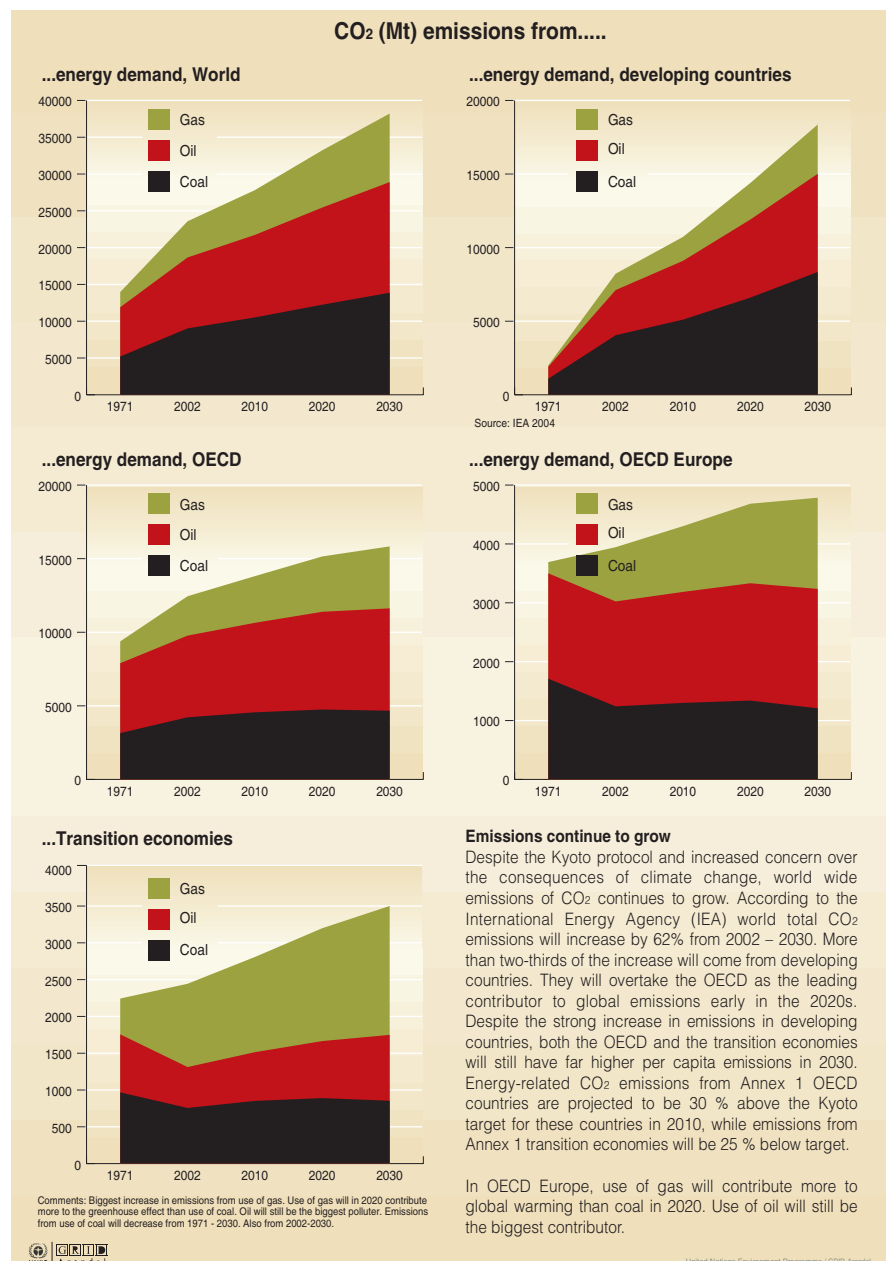 CO2 (Mt) emissions from.....
...energy demand, World
40000
35000
30000
25000
20000
15000
10000
5000
0
Gas
Oil
Coal
1971 2002 2010 2020 2030
...energy demand, developing countries
20000
15000
10000
5000
0
Gas
Oil
Coal
1971 2002 2010 2020 2030
Source: IEA 2004
...energy demand, OECD
20000
15000
10000
5000
0
Gas
Oil
Coal
1971 2002 2010 2020 2030
...energy demand, OECD Europe
5000
4000
3000
2000
1000
0
Gas
Oil
Coal
1971 2002 2010 2020 2030
...Transition economies
4000
3500
3000
2500
2000
1500
1000
500
0
Gas
Oil
Coal
1971 2002 2010 2020 2030
Comments: Biggest increase in emissions from use of gas. Use of gas will in 2020 contribute
more to the greenhouse effect than use of coal. Oil will still be the biggest polluter. Emissions
from use of coal will decrease from 1971 - 2030. Also from 2002-2030.
Emissions continue to grow
Despite the Kyoto protocol and increased concern over
the consequences of climate change, world wide
emissions of CO2 continues to grow. According to the
International Energy Agency (IEA) world total CO2
emissions will increase by 62% from 2002 – 2030. More
than two-thirds of the increase will come from developing
countries. They will overtake the OECD as the leading
contributor to global emissions early in the 2020s.
Despite the strong increase in emissions in developing
countries, both the OECD and the transition economies
will still have far higher per capita emissions in 2030.
Energy-related CO2 emissions from Annex 1 OECD
countries are projected to be 30 % above the Kyoto
target for these countries in 2010, while emissions from
Annex 1 transition economies will be 25 % below target.
In OECD Europe, use of gas will contribute more to
global warming than coal in 2020. Use of oil will still be
the biggest contributor.
GRID